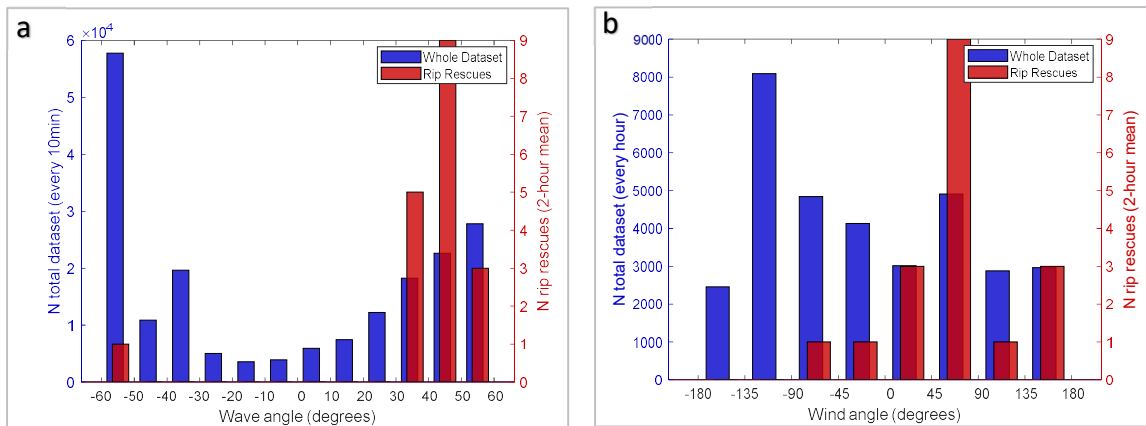 a
×10⁴
6
5
4
3
2
1
0
N total dataset (every 10min)
9
8
7
6
5
4
3
2
1
0
N rip rescues (2-hour mean)
Whole Dataset
Rip Rescues
-60 -50 -40 -30 -20 -10 0 10 20 30 40 50 60
Wave angle (degrees)
b
9000
8000
7000
6000
5000
4000
3000
2000
1000
0
N total dataset (every hour)
9
8
7
6
5
4
3
2
1
0
N rip rescues (2-hour mean)
Whole Dataset
Rip Rescues
-180 -135 -90 -45 0 45 90 135 180
Wind angle (degrees)